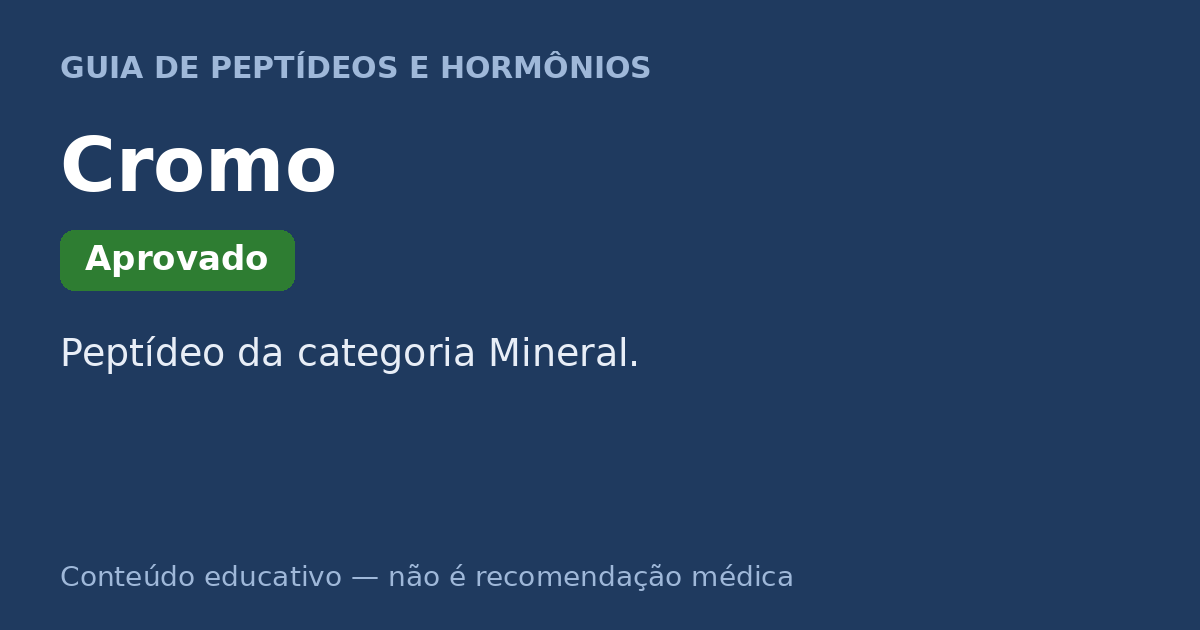 GUIA DE PEPTÍDEOS E HORMÔNIOS
Cromo
Aprovado
Peptídeo da categoria Mineral.
Conteúdo educativo — não é recomendação médica